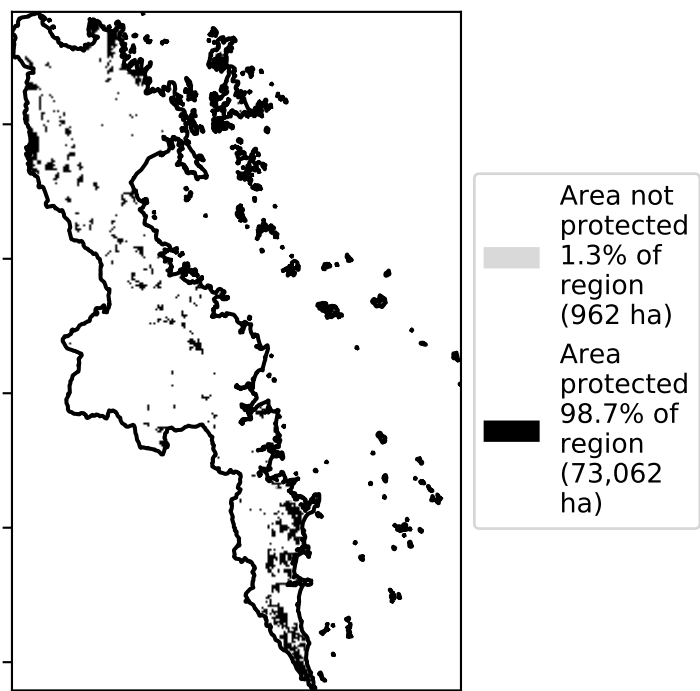 Area not
protected
1.3% of
region
(962 ha)
Area
protected
98.7% of
region
(73,062
ha)